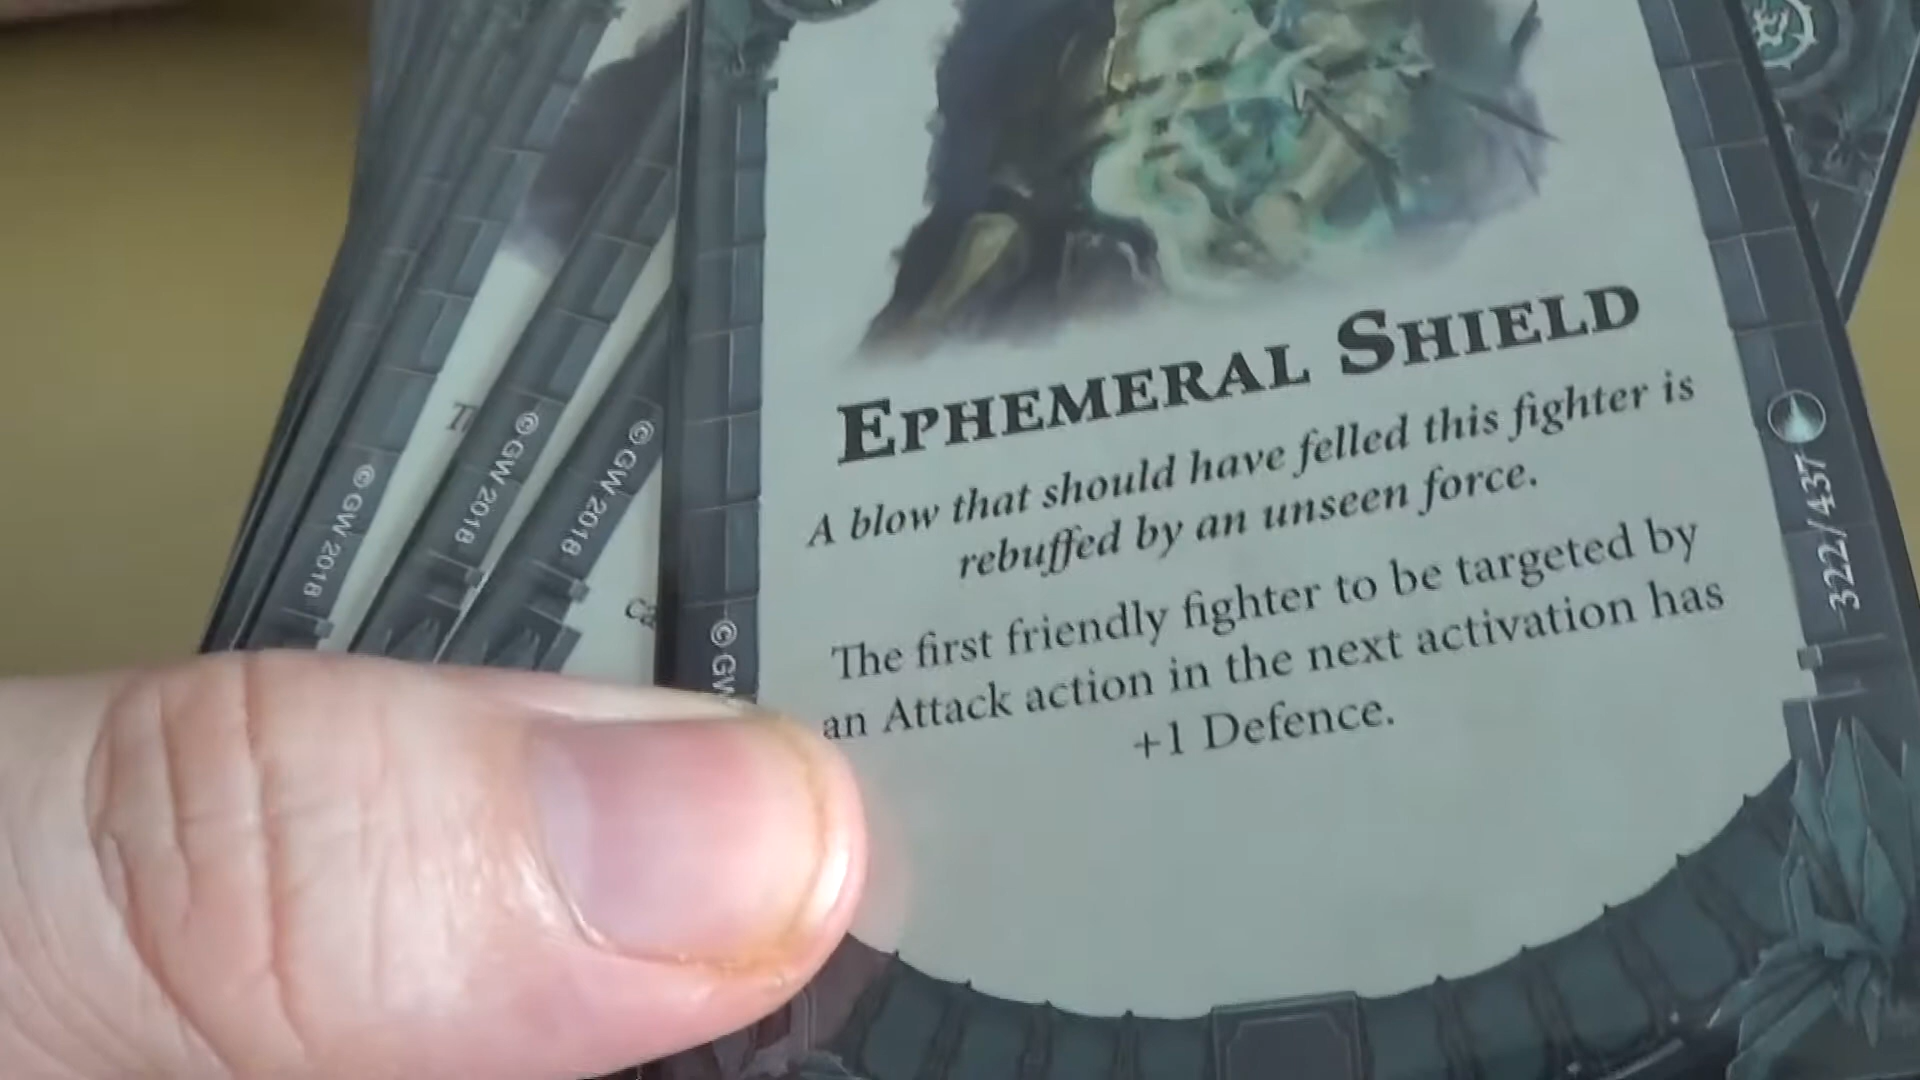 EPHEMERAL SHIELD
A blow that should have felled this fighter is
rebuffed by an unseen force.
The first friendly fighter to be targeted by
an Attack action in the next activation has
+1 Defence.
322/437
© GW 2018
© GW 2018
© GW 2018
© GW